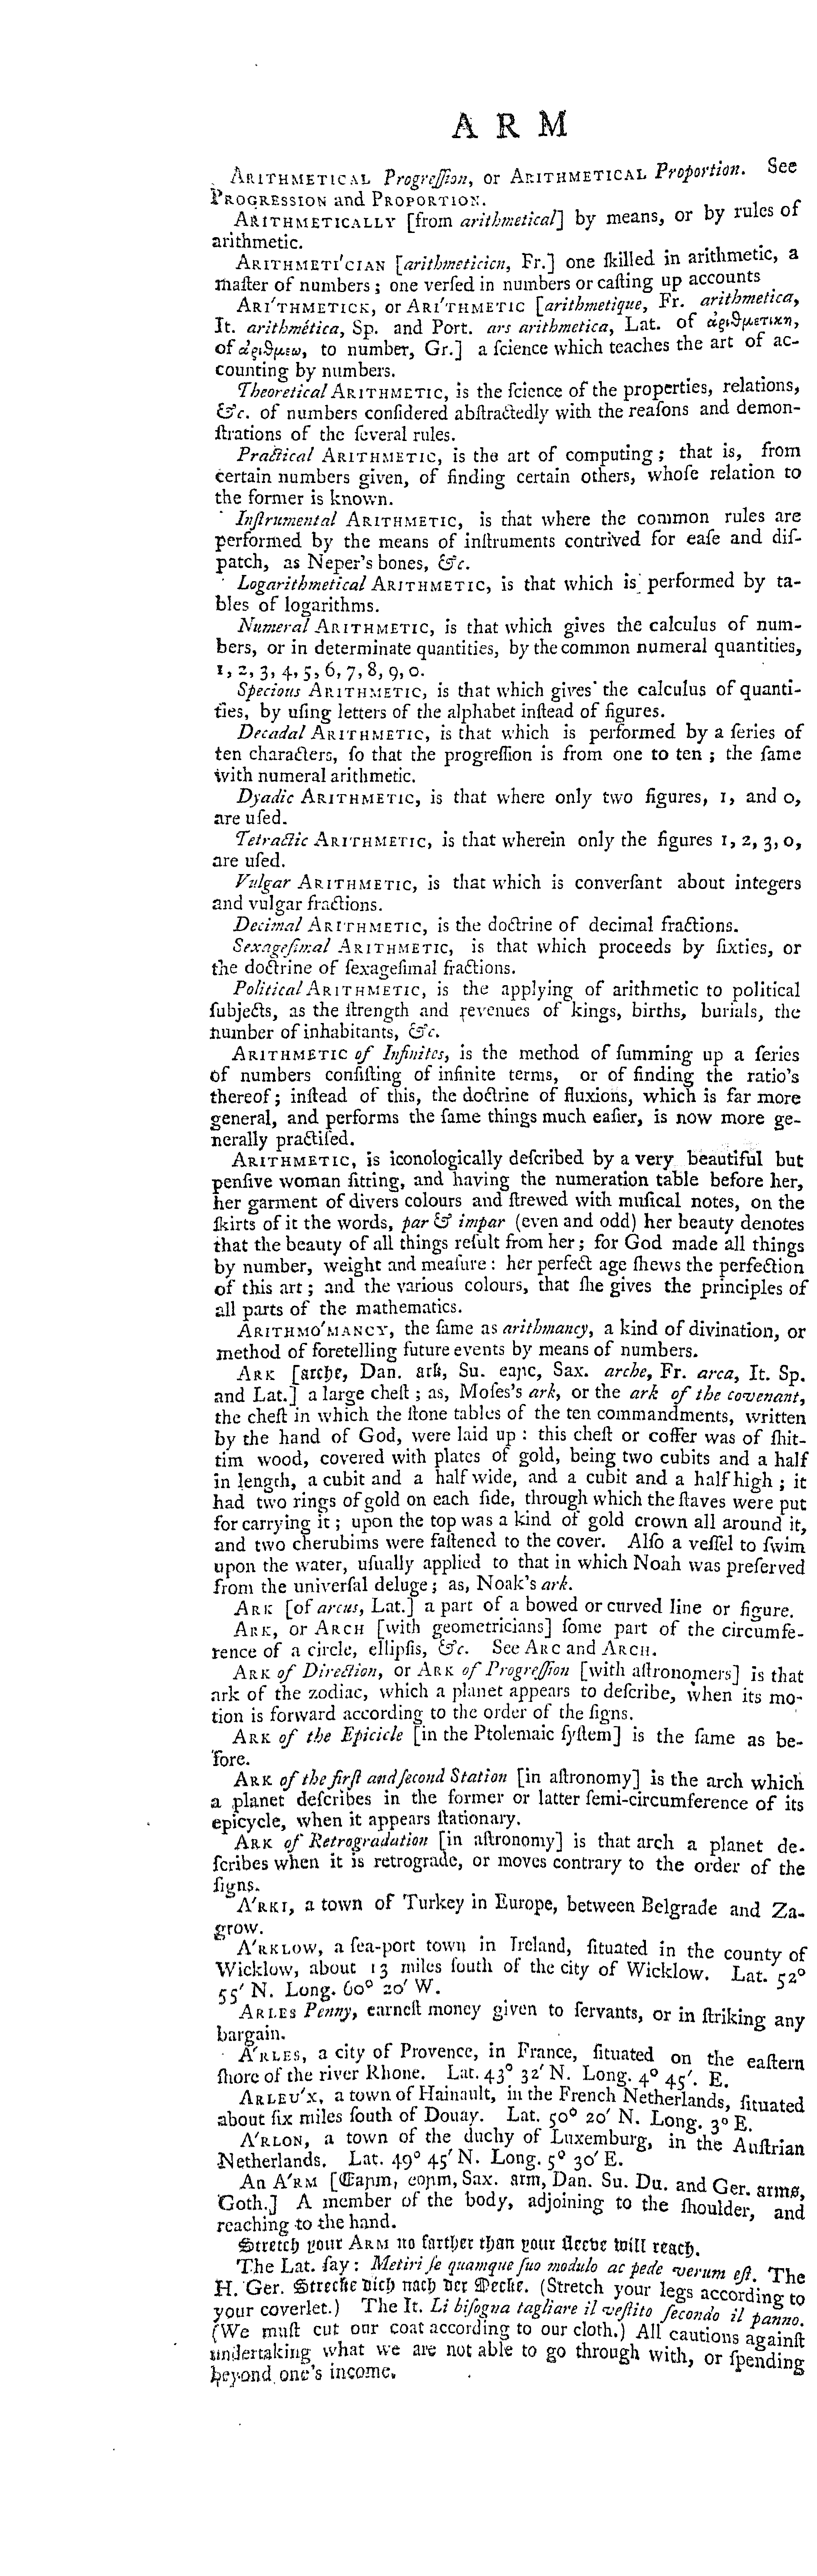 A R M
ARITHMETICAL Progreſſion, or ARITHMETICAL Proportion. See
PROGRESSION and PROPORTION.
ARITHMETICALLY [from arithmetical] by means, or by rules of
arithmetic.
ARITHMETI′CIAN [arithmeticien, Fr.] one ſkilled in arithmetic, a
maſter of numbers; one verſed in numbers or caſting up accounts
ARI′THMETICK, or ARI′THMETIC [arithmetique, Fr. arithmetica,
It. arithmética, Sp. and Port. ars arithmetica, Lat. of ἀριθμετικη,
of ἀριθμεω, to number, Gr.] a ſcience which teaches the art of ac-
counting by numbers.
Theoretical ARITHMETIC, is the ſcience of the properties, relations,
&c. of numbers conſidered abſtractedly with the reaſons and demon-
ſtrations of the ſeveral rules.
Practical ARITHMETIC, is the art of computing; that is, from
certain numbers given, of finding certain others, whoſe relation to
the former is known.
Inſtrumental ARITHMETIC, is that where the common rules are
performed by the means of inſtruments contrived for eaſe and diſ-
patch, as Neper's bones, &c.
Logarithmetical ARITHMETIC, is that which is performed by ta-
bles of logarithms.
Numeral ARITHMETIC, is that which gives the calculus of num-
bers, or in determinate quantities, by the common numeral quantities,
1, 2, 3, 4, 5, 6, 7, 8, 9, 0.
Specious ARITHMETIC, is that which gives the calculus of quanti-
ties, by uſing letters of the alphabet inſtead of figures.
Decadal ARITHMETIC, is that which is performed by a ſeries of
ten characters, ſo that the progreſſion is from one to ten; the ſame
with numeral arithmetic.
Dyadic ARITHMETIC, is that where only two figures, 1, and 0,
are uſed.
Tetractic ARITHMETIC, is that wherein only the figures 1, 2, 3, 0,
are uſed.
Vulgar ARITHMETIC, is that which is converſant about integers
and vulgar fractions.
Decimal ARITHMETIC, is the doctrine of decimal fractions.
Sexageſimal ARITHMETIC, is that which proceeds by ſixties, or
the doctrine of ſexageſimal fractions.
Political ARITHMETIC, is the applying of arithmetic to political
ſubjects, as the ſtrength and revenues of kings, births, burials, the
number of inhabitants, &c.
ARITHMETIC of Infinites, is the method of ſumming up a ſeries
of numbers conſiſting of infinite terms, or of finding the ratio's
thereof; inſtead of this, the doctrine of fluxions, which is far more
general, and performs the ſame things much eaſier, is now more ge-
nerally practiſed.
ARITHMETIC, is iconologically deſcribed by a very beautiful but
penſive woman ſitting, and having the numeration table before her,
her garment of divers colours and ſtrewed with muſical notes, on the
ſkirts of it the words, par & impar (even and odd) her beauty denotes
that the beauty of all things reſult from her; for God made all things
by number, weight and meaſure: her perfect age ſhews the perfection
of this art; and the various colours, that ſhe gives the principles of
all parts of the mathematics.
ARITHMO′MANCY, the ſame as arithmancy, a kind of divination, or
method of foretelling future events by means of numbers.
ARK [arche, Dan. ark, Su. eaꞃc, Sax. arche, Fr. arca, It. Sp.
and Lat.] a large cheſt; as, Moſes's ark, or the ark of the covenant,
the cheſt in which the ſtone tables of the ten commandments, written
by the hand of God, were laid up: this cheſt or coffer was of ſhit-
tim wood, covered with plates of gold, being two cubits and a half
in length, a cubit and a half wide, and a cubit and a half high; it
had two rings of gold on each ſide, through which the ſtaves were put
for carrying it; upon the top was a kind of gold crown all around it,
and two cherubims were faſtened to the cover. Alſo a veſſel to ſwim
upon the water, uſually applied to that in which Noah was preſerved
from the univerſal deluge; as, Noak's ark.
ARK [of arcus, Lat.] a part of a bowed or curved line or figure.
ARK, or ARCH [with geometricians] ſome part of the circumfe-
rence of a circle, ellipſis, &c. See ARC and ARCH.
ARK of Direction, or ARK of Progreſſion [with aſtronomers] is that
ark of the zodiac, which a planet appears to deſcribe, when its mo-
tion is forward according to the order of the ſigns.
ARK of the Epicicle [in the Ptolemaic ſyſtem] is the ſame as be-
fore.
ARK of the firſt and ſecond Station [in aſtronomy] is the arch which
a planet deſcribes in the former or latter ſemi-circumference of its
epicycle, when it appears ſtationary.
ARK of Retrogradation [in aſtronomy] is that arch a planet de-
ſcribes when it is retrograde, or moves contrary to the order of the
ſigns.
A′RKI, a town of Turkey in Europe, between Belgrade and Za-
grow.
A′RKLOW, a ſea-port town in Ireland, ſituated in the county of
Wicklow, about 13 miles ſouth of the city of Wicklow. Lat. 52°
55′ N. Long. 60° 20′ W.
ARLES Penny, earneſt money given to ſervants, or in ſtriking any
bargain.
A′RLES, a city of Provence, in France, ſituated on the eaſtern
ſhore of the river Rhone. Lat. 43° 32′ N. Long. 4° 45′. E.
ARLEU′X, a town of Hainault, in the French Netherlands, ſituated
about ſix miles ſouth of Douay. Lat. 50° 20′ N. Long. 3° E.
A′RLON, a town of the duchy of Luxemburg, in the Auſtrian
Netherlands. Lat. 49° 45′ N. Long. 5° 30′ E.
An A′RM [Eaꞃm, eoꞃm, Sax. arm, Dan. Su. Du. and Ger. arms,
Goth.] A member of the body, adjoining to the ſhoulder, and
reaching to the hand.
Stretch your ARM no farther than your ſleeve will reach.
The Lat. ſay: Metiri ſe quamque ſuo modulo ac pede verum eſt. The
H. Ger. Strecke dich nach der Decke. (Stretch your legs according to
your coverlet.) The It. Li biſogna tagliare il veſtito ſecondo il panno.
(We muſt cut our coat according to our cloth.) All cautions againſt
undertaking what we are not able to go through with, or ſpending
beyond one's income.